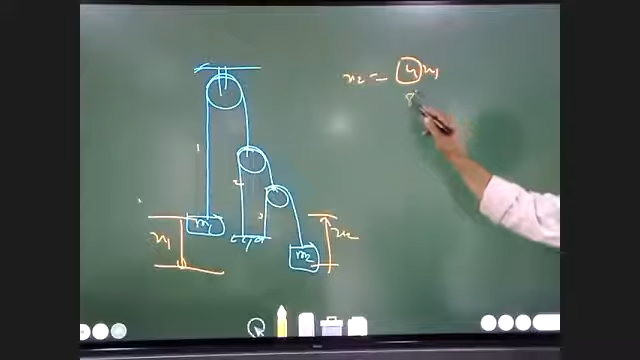 x₂ = 4x₁
1
2
3
m₁
m₂
x₁
x₂